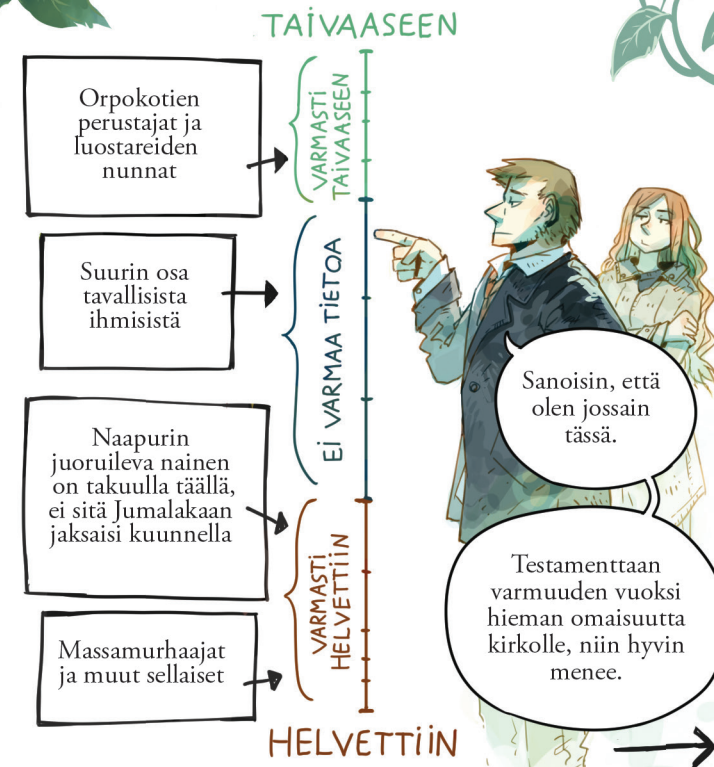 TAIVAASEEN
Orpokotien
perustajat ja
luostareiden
nunnat
VARMASTI
TAIVAASEEN
Suurin osa
tavallisista
ihmisistä
EI VARMAA TIETOA
Sanoisin, että
olen jossain
tässä.
Naapurin
juoruileva nainen
on takuulla täällä,
ei sitä Jumalakaan
jaksaisi kuunnella
VARMASTI
HELVETTIIN
Testamenttaan
varmuuden vuoksi
hieman omaisuutta
kirkolle, niin hyvin
menee.
Massamurhaajat
ja muut sellaiset
HELVETTIIN